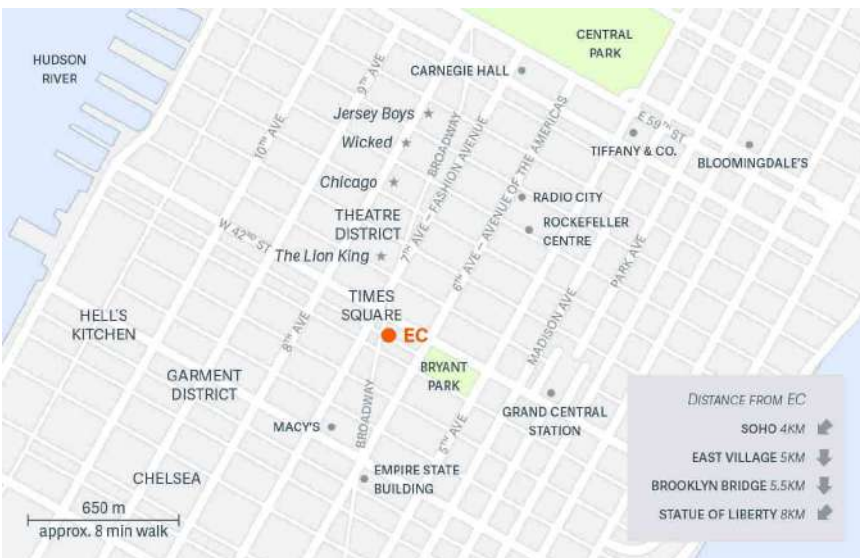 CENTRAL
PARK
HUDSON
RIVER
CARNEGIE HALL
9TH AVE
10TH AVE
Jersey Boys
Wicked
Chicago
BROADWAY
7TH AVE – FASHION AVENUE
6TH AVE – AVENUE OF THE AMERICAS
E 59TH ST
TIFFANY & CO.
BLOOMINGDALE'S
RADIO CITY
ROCKEFELLER
CENTRE
THEATRE
DISTRICT
W 42ND ST
The Lion King
PARK AVE
MADISON AVE
TIMES
SQUARE
EC
HELL'S
KITCHEN
8TH AVE
BRYANT
PARK
GARMENT
DISTRICT
GRAND CENTRAL
STATION
MACY'S
BROADWAY
5TH AVE
EMPIRE STATE
BUILDING
CHELSEA
650 m
approx. 8 min walk
DISTANCE FROM EC
SOHO 4KM
EAST VILLAGE 5KM
BROOKLYN BRIDGE 5.5KM
STATUE OF LIBERTY 8KM